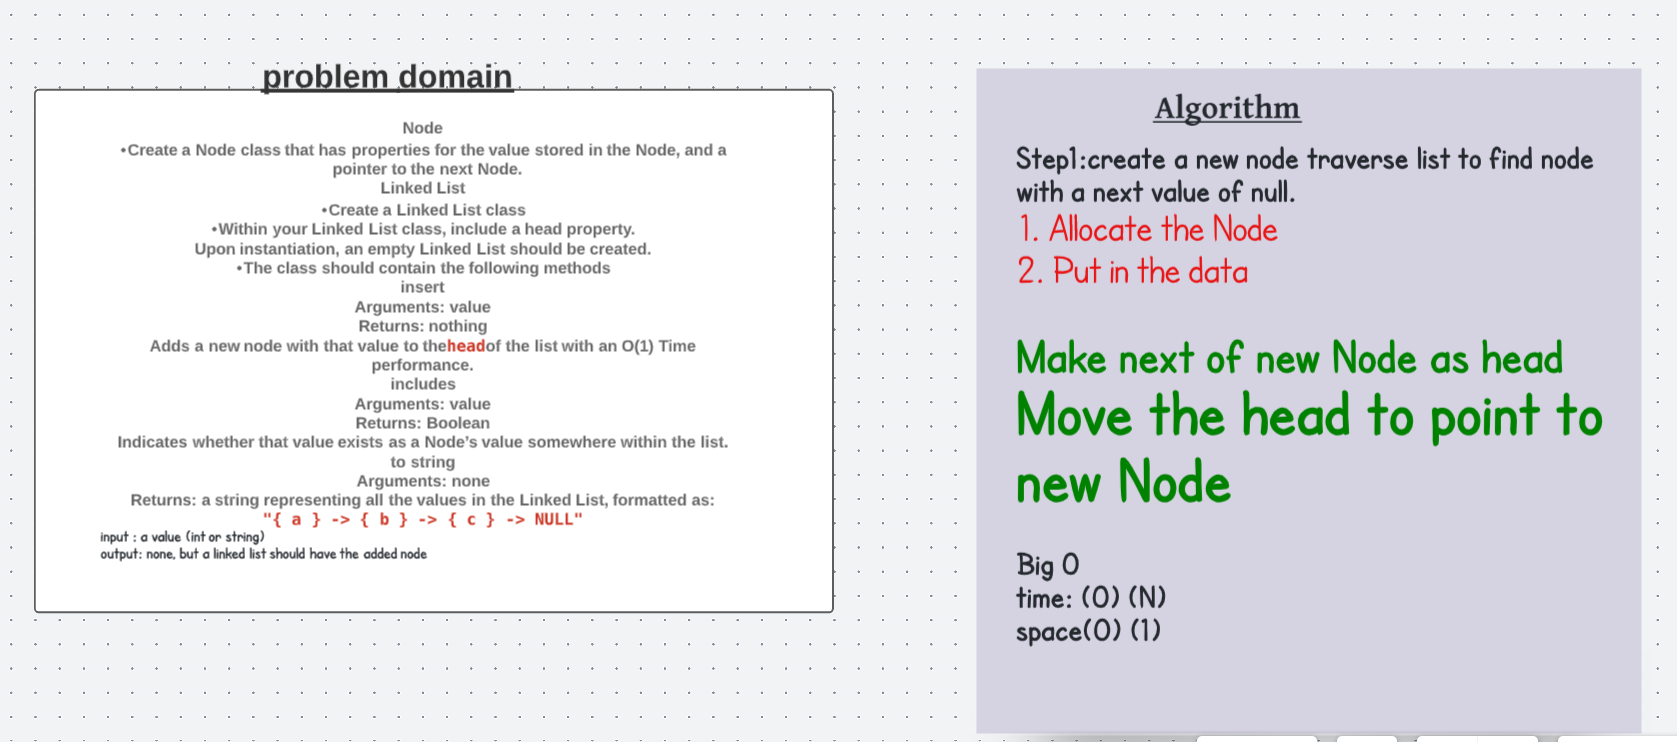 problem domain
Node
•Create a Node class that has properties for the value stored in the Node, and a
pointer to the next Node.
Linked List
•Create a Linked List class
•Within your Linked List class, include a head property.
Upon instantiation, an empty Linked List should be created.
•The class should contain the following methods
insert
Arguments: value
Returns: nothing
Adds a new node with that value to theheadof the list with an O(1) Time
performance.
includes
Arguments: value
Returns: Boolean
Indicates whether that value exists as a Node’s value somewhere within the list.
to string
Arguments: none
Returns: a string representing all the values in the Linked List, formatted as:
"{ a } -> { b } -> { c } -> NULL"
input : a value (int or string)
output: none, but a linked list should have the added node
Algorithm
Step1:create a new node traverse list to find node
with a next value of null.
1. Allocate the Node
2. Put in the data
Make next of new Node as head
Move the head to point to
new Node
Big O
time: (O) (N)
space(O) (1)